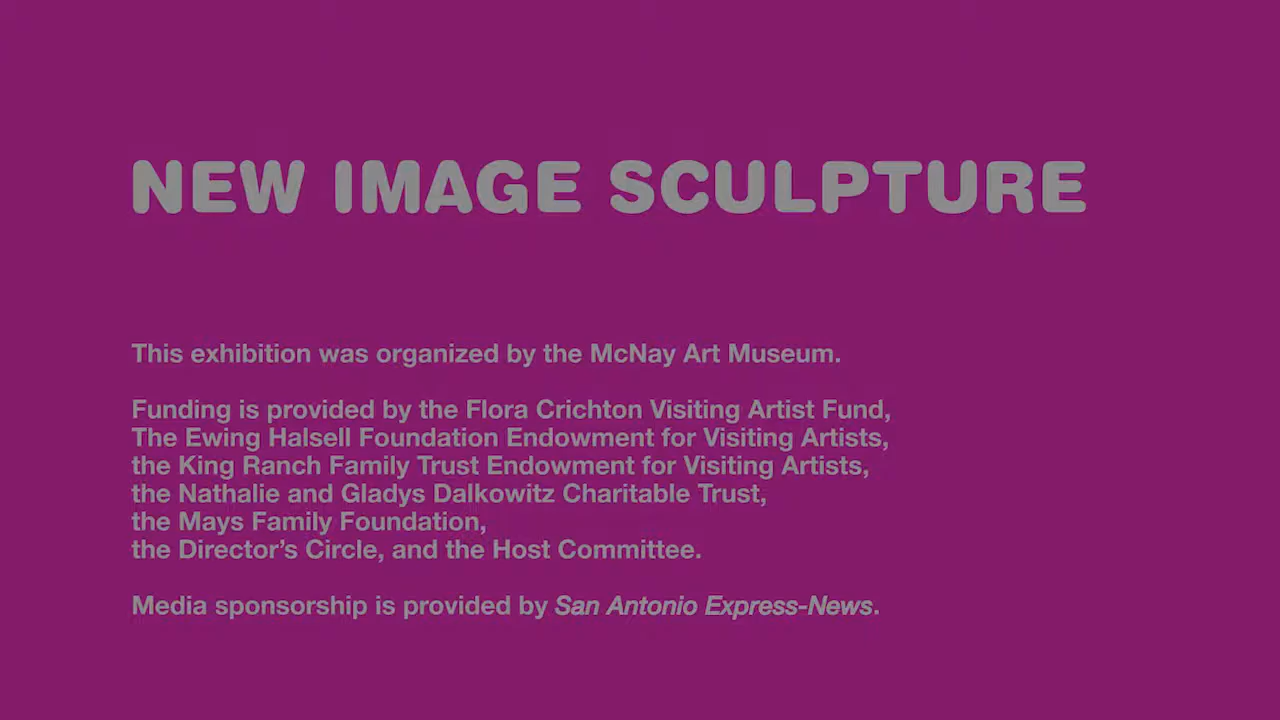 NEW IMAGE SCULPTURE
This exhibition was organized by the McNay Art Museum.
Funding is provided by the Flora Crichton Visiting Artist Fund,
The Ewing Halsell Foundation Endowment for Visiting Artists,
the King Ranch Family Trust Endowment for Visiting Artists,
the Nathalie and Gladys Dalkowitz Charitable Trust,
the Mays Family Foundation,
the Director’s Circle, and the Host Committee.
Media sponsorship is provided by San Antonio Express-News.